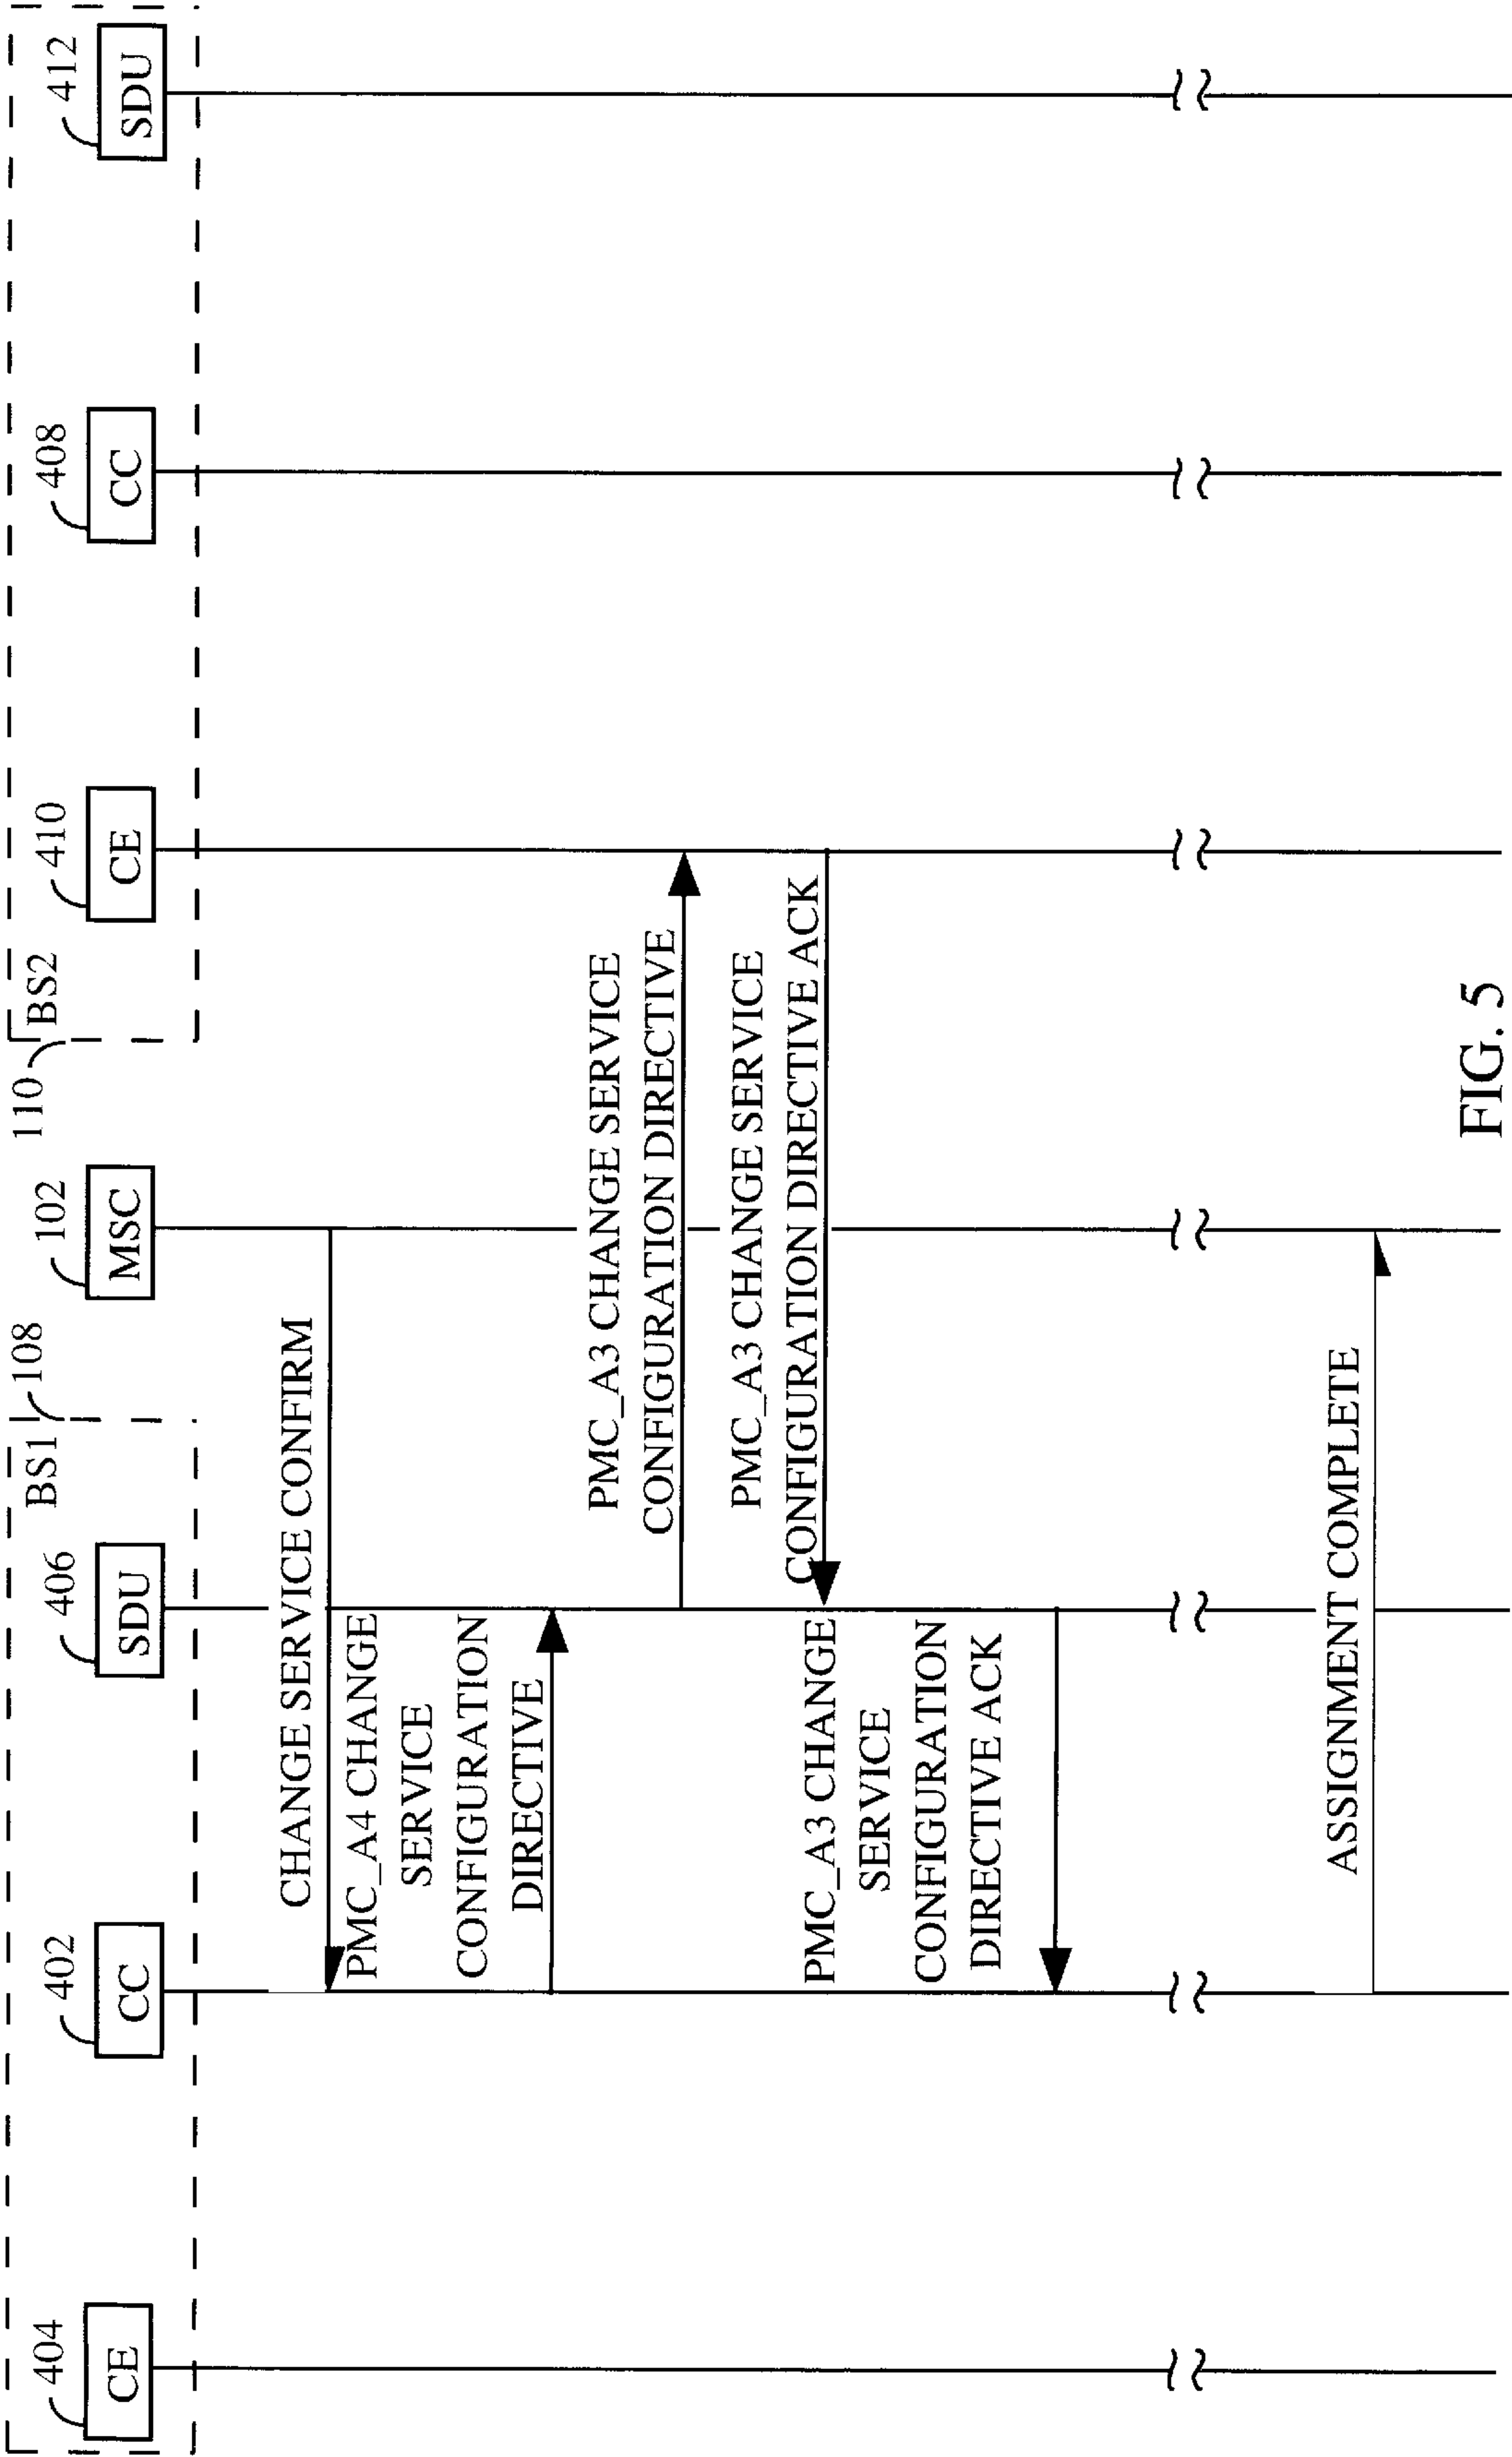 404
CE
402
CC
406
SDU
BS1
108
102
MSC
110
BS2
410
CE
408
CC
412
SDU
CHANGE SERVICE CONFIRM
PMC_A4 CHANGE
SERVICE
CONFIGURATION
DIRECTIVE
PMC_A3 CHANGE SERVICE
CONFIGURATION DIRECTIVE
PMC_A3 CHANGE SERVICE
CONFIGURATION DIRECTIVE ACK
PMC_A3 CHANGE
SERVICE
CONFIGURATION
DIRECTIVE ACK
ASSIGNMENT COMPLETE
FIG. 5